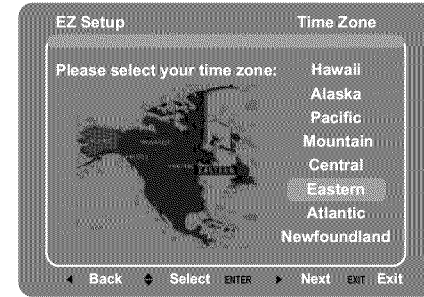 EZ Setup Time Zone
Please select your time zone:
Hawaii
Alaska
Pacific
Mountain
Central
Eastern
Atlantic
Newfoundland
EASTERN
Back Select ENTER Next EXIT Exit